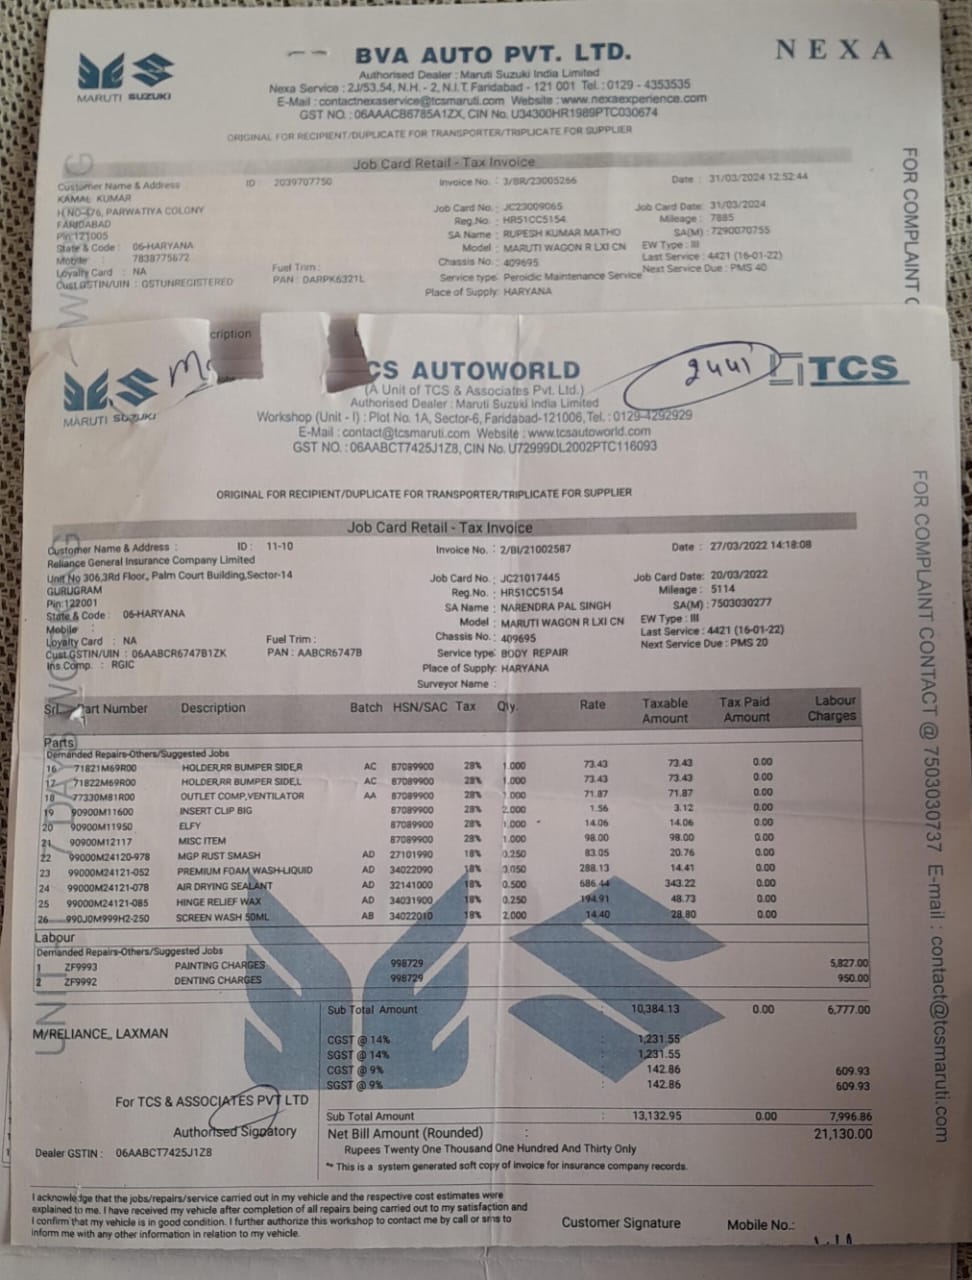 MARUTI SUZUKI
BVA AUTO PVT. LTD.
NEXA
Authorised Dealer : Maruti Suzuki India Limited
Nexa Service : 2J/53.54, N.H. - 2, N.I.T. Faridabad - 121 001 Tel. : 0129 - 4353535
E-Mail : contactnexaservice@tcsmaruti.com Website : www.nexaexperience.com
GST NO. : 06AAACB6785A1ZX, CIN No. U34300HR1989PTC030674
ORIGINAL FOR RECIPIENT/DUPLICATE FOR TRANSPORTER/TRIPLICATE FOR SUPPLIER
Job Card Retail - Tax Invoice
Customer Name & Address ID : 2039707750 Invoice No. : 3/BR/23005266 Date : 31/03/2024 12:52:44
KAMAL KUMAR
H NO-476, PARWATIYA COLONY Job Card No. : JC23009065 Job Card Date: 31/03/2024
FARIDABAD Reg.No. : HR51CC5154 Mileage : 7885
Pin:121005 SA Name : RUPESH KUMAR MATHO SA(M) : 7290070755
State & Code : 06-HARYANA Model : MARUTI WAGON R LXI CN EW Type : III
Mobile : 7838775672 Chassis No. : 409695 Last Service : 4421 (16-01-22)
Loyalty Card : NA Fuel Trim : Service type: Peroidic Maintenance Service Next Service Due : PMS 40
Cust.GSTIN/UIN : GSTUNREGISTERED PAN : DARPK6321L Place of Supply: HARYANA
FOR COMPLAINT C
cription
MARUTI SUZUKI
CS AUTOWORLD
2441
TCS
(A Unit of TCS & Associates Pvt. Ltd.)
Authorised Dealer : Maruti Suzuki India Limited
Workshop (Unit - I) : Plot No. 1A, Sector-6, Faridabad-121006, Tel. : 0129-4292929
E-Mail : contact@tcsmaruti.com Website : www.tcsautoworld.com
GST NO. : 06AABCT7425J1Z8, CIN No. U72999DL2002PTC116093
ORIGINAL FOR RECIPIENT/DUPLICATE FOR TRANSPORTER/TRIPLICATE FOR SUPPLIER
Job Card Retail - Tax Invoice
Customer Name & Address : ID : 11-10 Invoice No. : 2/BI/21002587 Date : 27/03/2022 14:18:08
Reliance General Insurance Company Limited
Unit No 306,3Rd Floor, Palm Court Building,Sector-14 Job Card No. : JC21017445 Job Card Date: 20/03/2022
GURUGRAM Reg.No. : HR51CC5154 Mileage : 5114
Pin:122001 SA Name : NARENDRA PAL SINGH SA(M) : 7503030277
State & Code : 06-HARYANA Model : MARUTI WAGON R LXI CN EW Type : III
Mobile : Chassis No. : 409695 Last Service : 4421 (16-01-22)
Loyalty Card : NA Fuel Trim : Service type: BODY REPAIR Next Service Due : PMS 20
Cust.GSTIN/UIN : 06AABCR6747B1ZK PAN : AABCR6747B Place of Supply: HARYANA
Ins.Comp. : RGIC Surveyor Name :
Srl. Part Number Description Batch HSN/SAC Tax Qty. Rate Taxable Amount Tax Paid Amount Labour Charges
Parts
Demanded Repairs-Others/Suggested Jobs
16 71821M69R00 HOLDER,RR BUMPER SIDE,R AC 87089900 28% 1.000 73.43 73.43 0.00
17 71822M69R00 HOLDER,RR BUMPER SIDE,L AC 87089900 28% 1.000 73.43 73.43 0.00
18 77330M81R00 OUTLET COMP,VENTILATOR AA 87089900 28% 1.000 71.87 71.87 0.00
19 90900M11600 INSERT CLIP BIG 87089900 28% 2.000 1.56 3.12 0.00
20 90900M11950 ELFY 87089900 28% 1.000 14.06 14.06 0.00
21 90900M12117 MISC ITEM 87089900 28% 1.000 98.00 98.00 0.00
22 99000M24120-978 MGP RUST SMASH AD 27101990 18% 0.250 83.05 20.76 0.00
23 99000M24121-052 PREMIUM FOAM WASH-LIQUID AD 34022090 18% 0.050 288.13 14.41 0.00
24 99000M24121-078 AIR DRYING SEALANT AD 32141000 18% 0.500 686.44 343.22 0.00
25 99000M24121-085 HINGE RELIEF WAX AD 34031900 18% 0.250 194.91 48.73 0.00
26 990J0M999H2-250 SCREEN WASH 50ML AB 34022010 18% 2.000 14.40 28.80 0.00
Labour
Demanded Repairs-Others/Suggested Jobs
1 ZF9993 PAINTING CHARGES 998729 5,827.00
2 ZF9992 DENTING CHARGES 998729 950.00
Sub Total Amount : 10,384.13 0.00 6,777.00
M/RELIANCE,, LAXMAN
CGST @ 14% : 1,231.55
SGST @ 14% : 1,231.55
CGST @ 9% : 142.86 609.93
SGST @ 9% : 142.86 609.93
For TCS & ASSOCIATES PVT LTD
Sub Total Amount : 13,132.95 0.00 7,996.86
Authorised Signatory Net Bill Amount (Rounded) : 21,130.00
Dealer GSTIN : 06AABCT7425J1Z8 Rupees Twenty One Thousand One Hundred And Thirty Only
** This is a system generated soft copy of invoice for insurance company records.
I acknowledge that the jobs/repairs/service carried out in my vehicle and the respective cost estimates were
explained to me. I have received my vehicle after completion of all repairs being carried out to my satisfaction and
I confirm that my vehicle is in good condition. I further authorize this workshop to contact me by call or sms to
inform me with any other information in relation to my vehicle.
Customer Signature Mobile No.:
FOR COMPLAINT CONTACT @ 7503030737 E-mail : contact@tcsmaruti.com